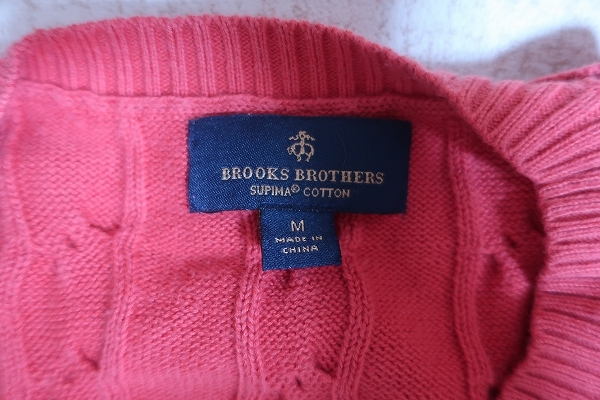 BROOKS BROTHERS
SUPIMA® COTTON
M
MADE IN
CHINA